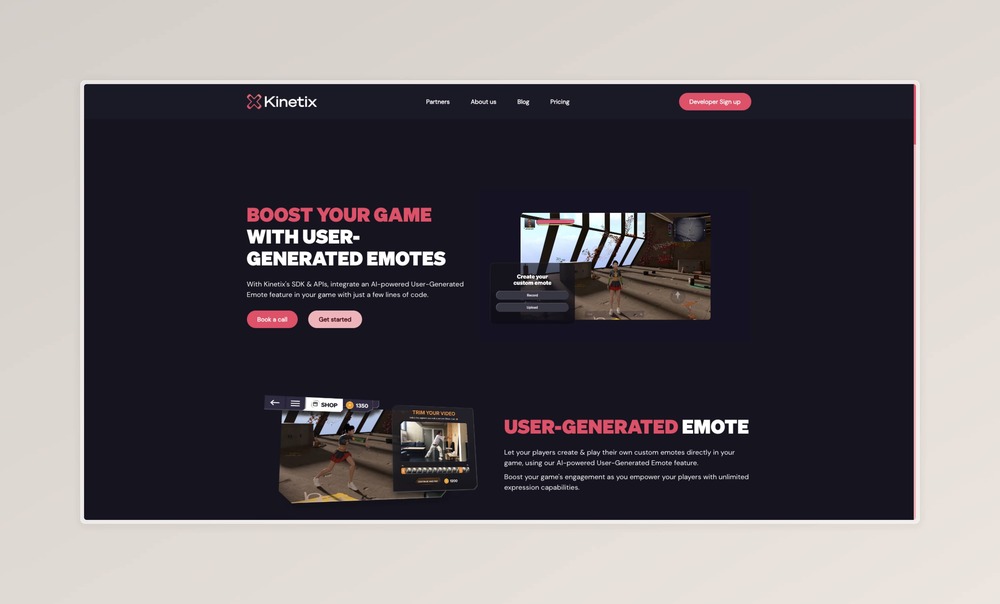 Kinetix
Partners
About us
Blog
Pricing
Developer Sign up
BOOST YOUR GAME
WITH USER-
GENERATED EMOTES
With Kinetix's SDK & APIs, integrate an AI-powered User-Generated
Emote feature in your game with just a few lines of code.
Book a call
Get started
Create your
custom emote
Record
Upload
SHOP
1350
TRIM YOUR VIDEO
USER-GENERATED EMOTE
Let your players create & play their own custom emotes directly in your
game, using our AI-powered User-Generated Emote feature.
Boost your game's engagement as you empower your players with unlimited
expression capabilities.